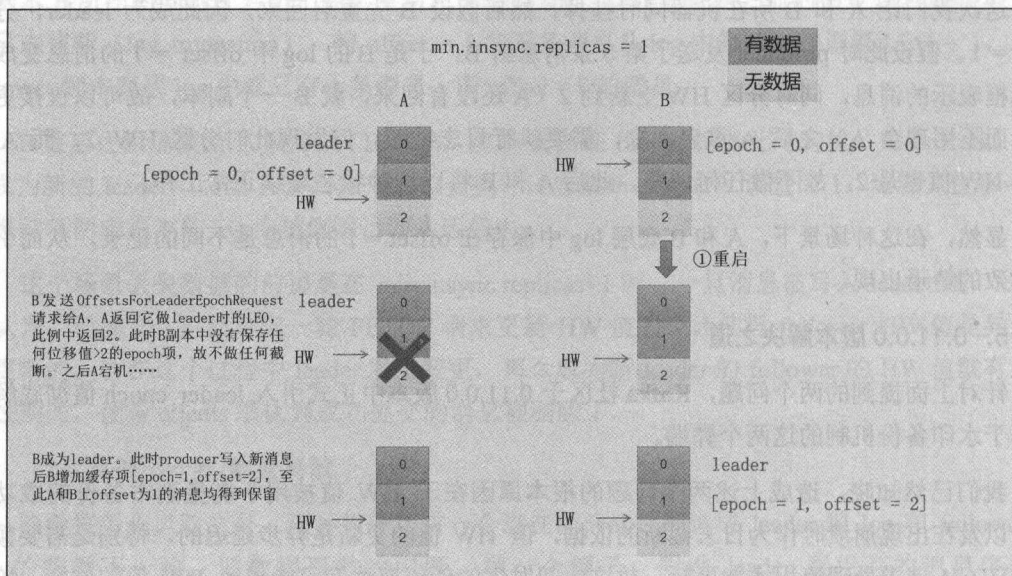 min.insync.replicas = 1
有数据
无数据
A
B
leader
[epoch = 0, offset = 0]
HW
0
1
2
HW
0
1
2
[epoch = 0, offset = 0]
①重启
B发送OffsetsForLeaderEpochRequest
请求给A，A返回它做leader时的LEO，
此例中返回2。此时B副本中没有保存任
何位移值>2的epoch项，故不做任何截
断。之后A宕机……
leader
HW
0
1
2
HW
0
1
2
B成为leader。此时producer写入新消息
后B增加缓存项[epoch=1,offset=2]，至
此A和B上offset为1的消息均得到保留
HW
0
1
2
HW
0
1
2
leader
[epoch = 1, offset = 2]